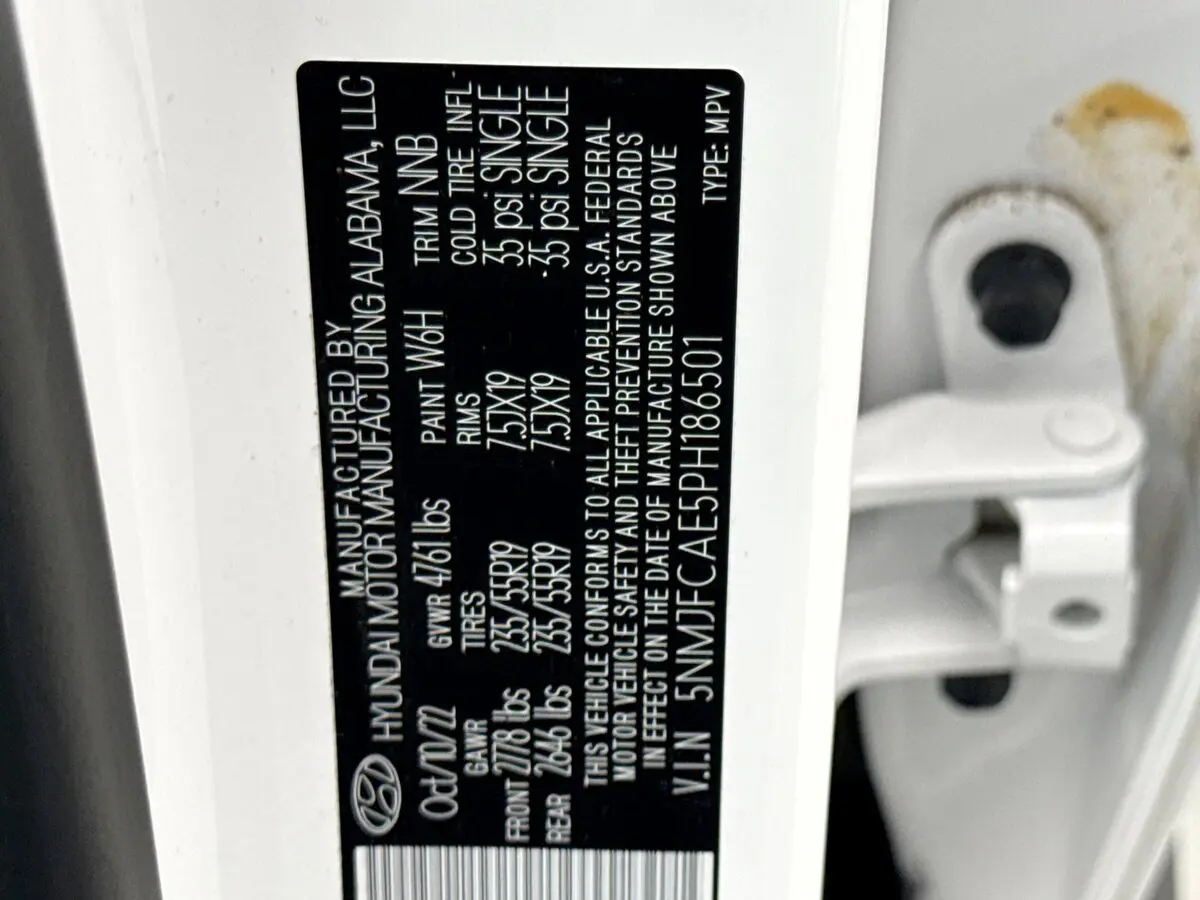 MANUFACTURED BY
HYUNDAI MOTOR MANUFACTURING ALABAMA, LLC
Oct/10/22 GVWR 4761 lbs PAINT W6H TRIM NNB
GAWR TIRES RIMS COLD TIRE INFL
FRONT 2778 lbs 235/55R19 7.5JX19 35 psi SINGLE
REAR 2646 lbs 235/55R19 7.5JX19 35 psi SINGLE
THIS VEHICLE CONFORMS TO ALL APPLICABLE U.S.A. FEDERAL
MOTOR VEHICLE SAFETY AND THEFT PREVENTION STANDARDS
IN EFFECT ON THE DATE OF MANUFACTURE SHOWN ABOVE
V.I.N 5NMJFCAE5PH186501
TYPE: MPV